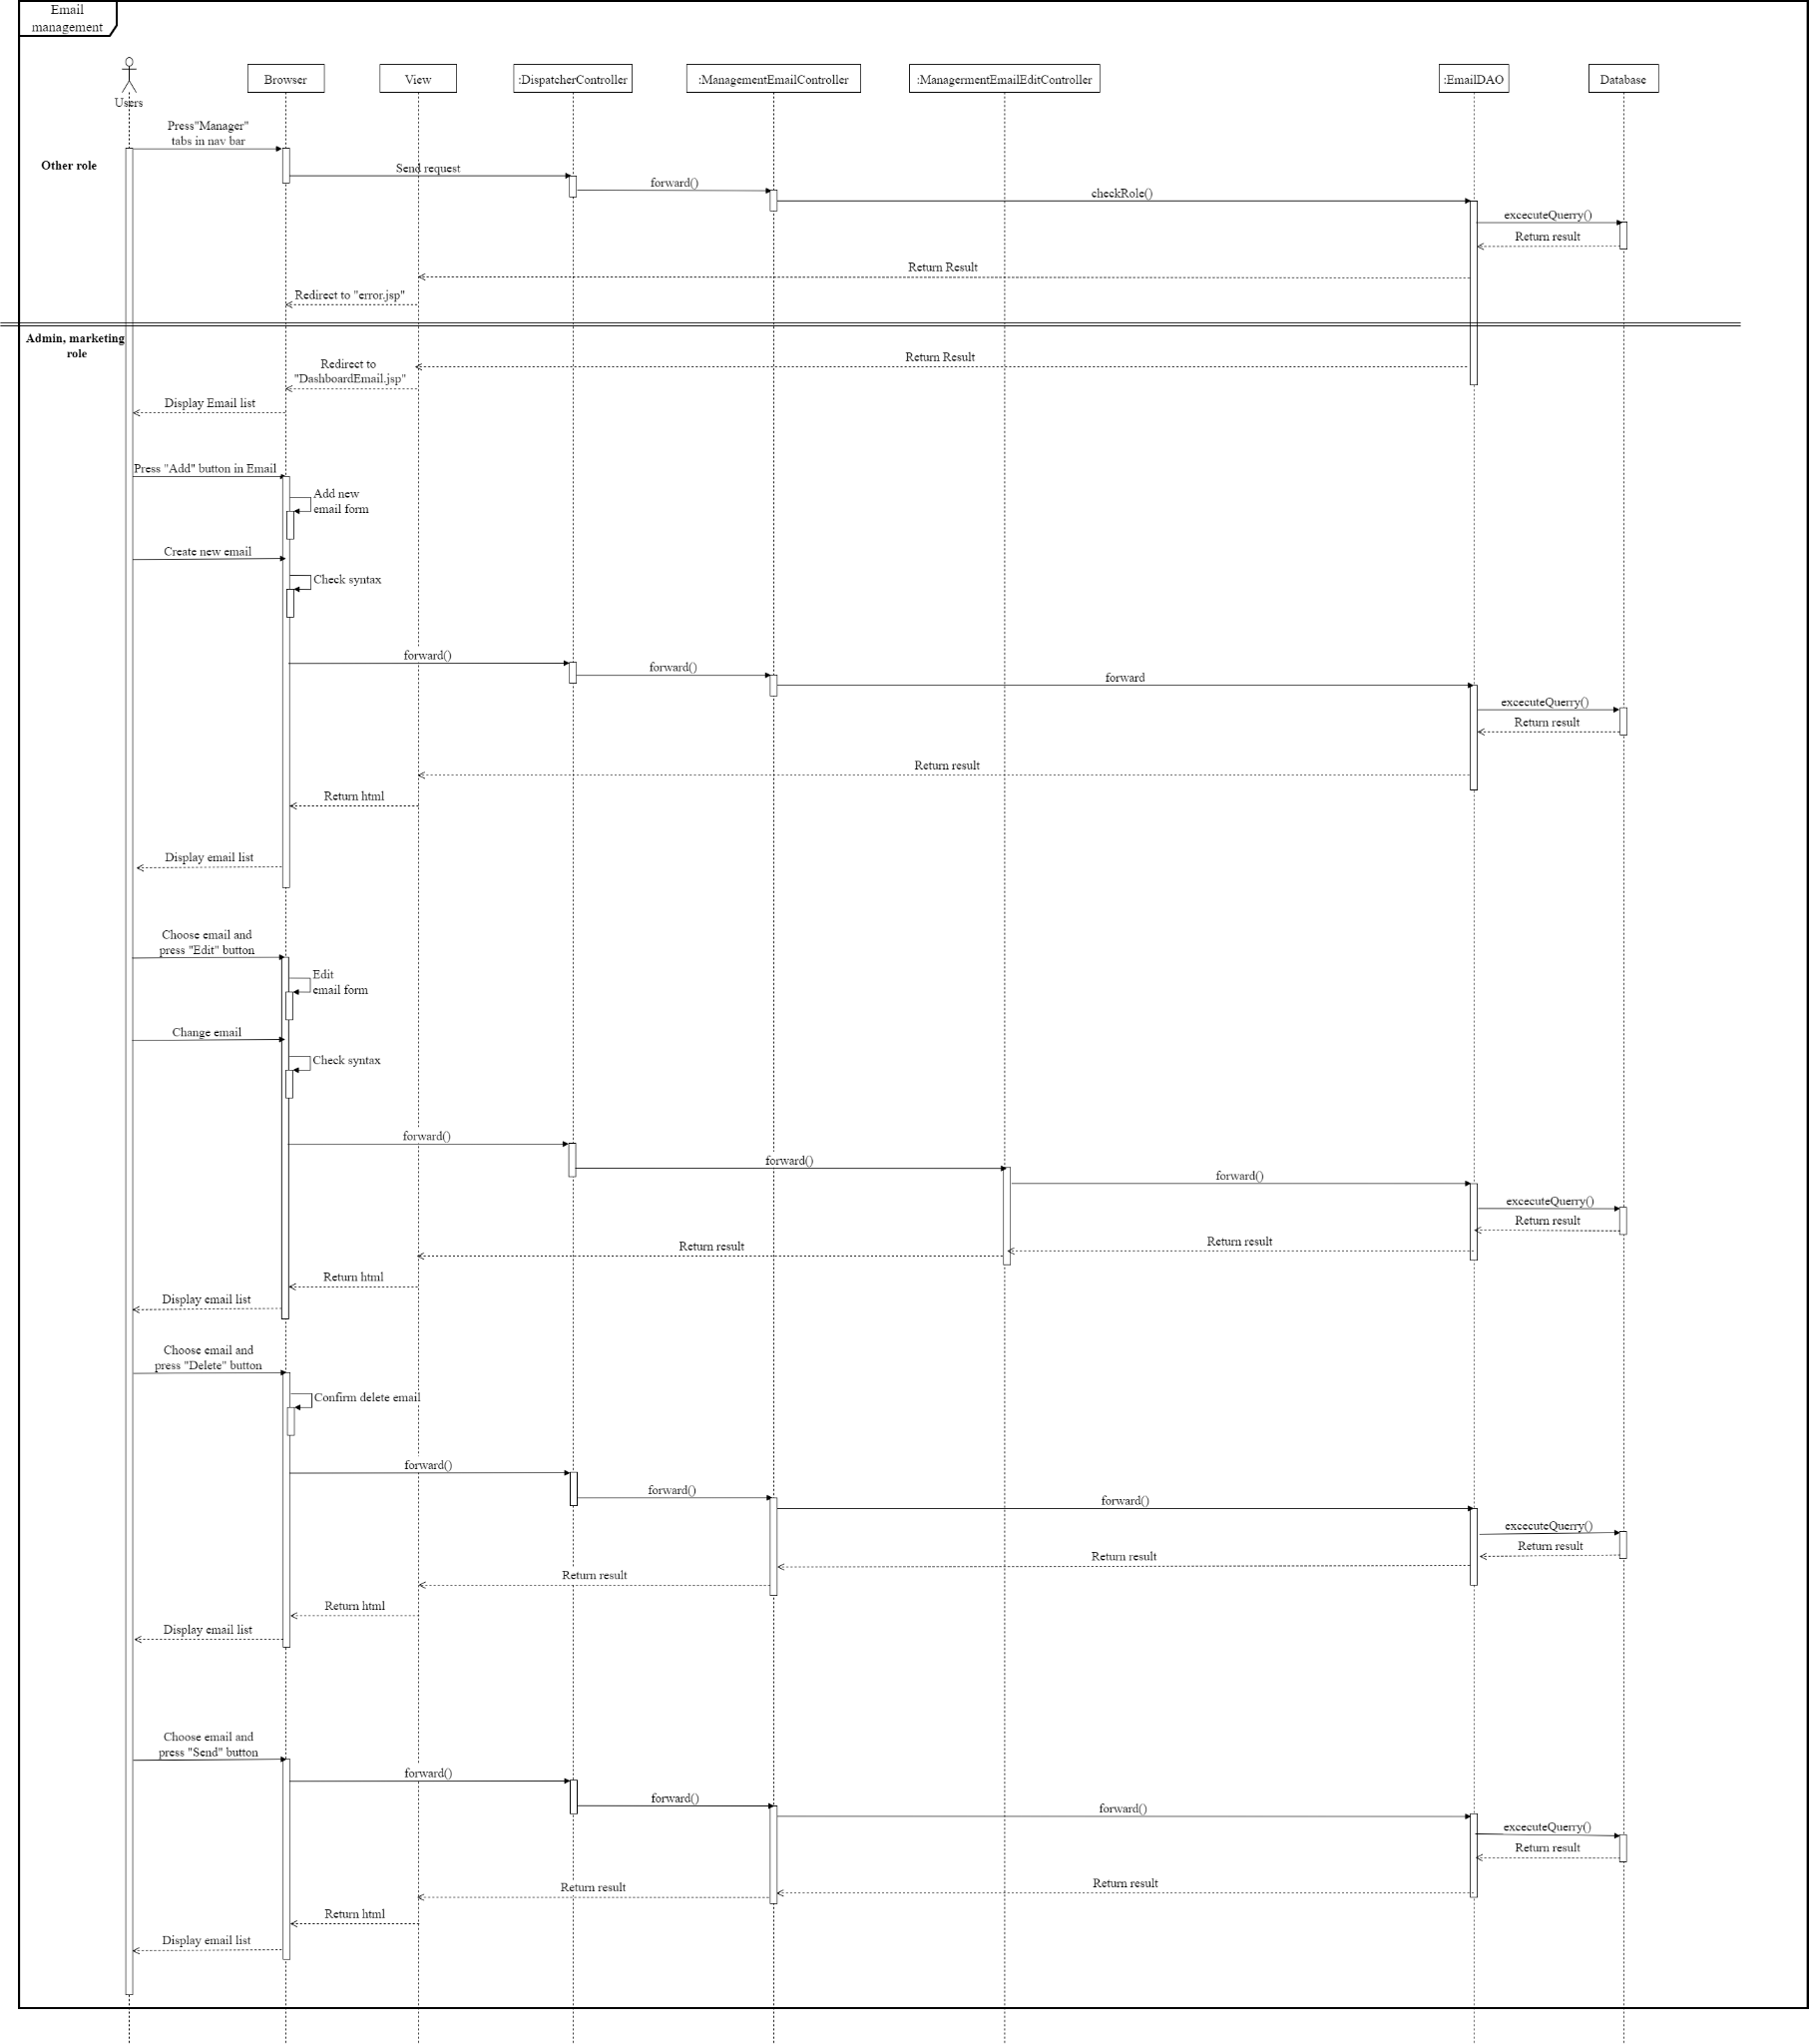 Email
management
Users
Browser
View
:DispatcherController
:ManagementEmailController
:ManagermentEmailEditController
:EmailDAO
Database
Press"Manager"
tabs in nav bar
Other role
Send request
forward()
checkRole()
excecuteQuerry()
Return result
Return Result
Redirect to "error.jsp"
Admin, marketing
role
Return Result
Redirect to
"DashboardEmail.jsp"
Display Email list
Press "Add" button in Email
Add new
email form
Create new email
Check syntax
forward()
forward()
forward
excecuteQuerry()
Return result
Return result
Return html
Display email list
Choose email and
press "Edit" button
Edit
email form
Change email
Check syntax
forward()
forward()
forward()
excecuteQuerry()
Return result
Return result
Return result
Return html
Display email list
Choose email and
press "Delete" button
Confirm delete email
forward()
forward()
forward()
excecuteQuerry()
Return result
Return result
Return result
Return html
Display email list
Choose email and
press "Send" button
forward()
forward()
forward()
excecuteQuerry()
Return result
Return result
Return result
Return html
Display email list